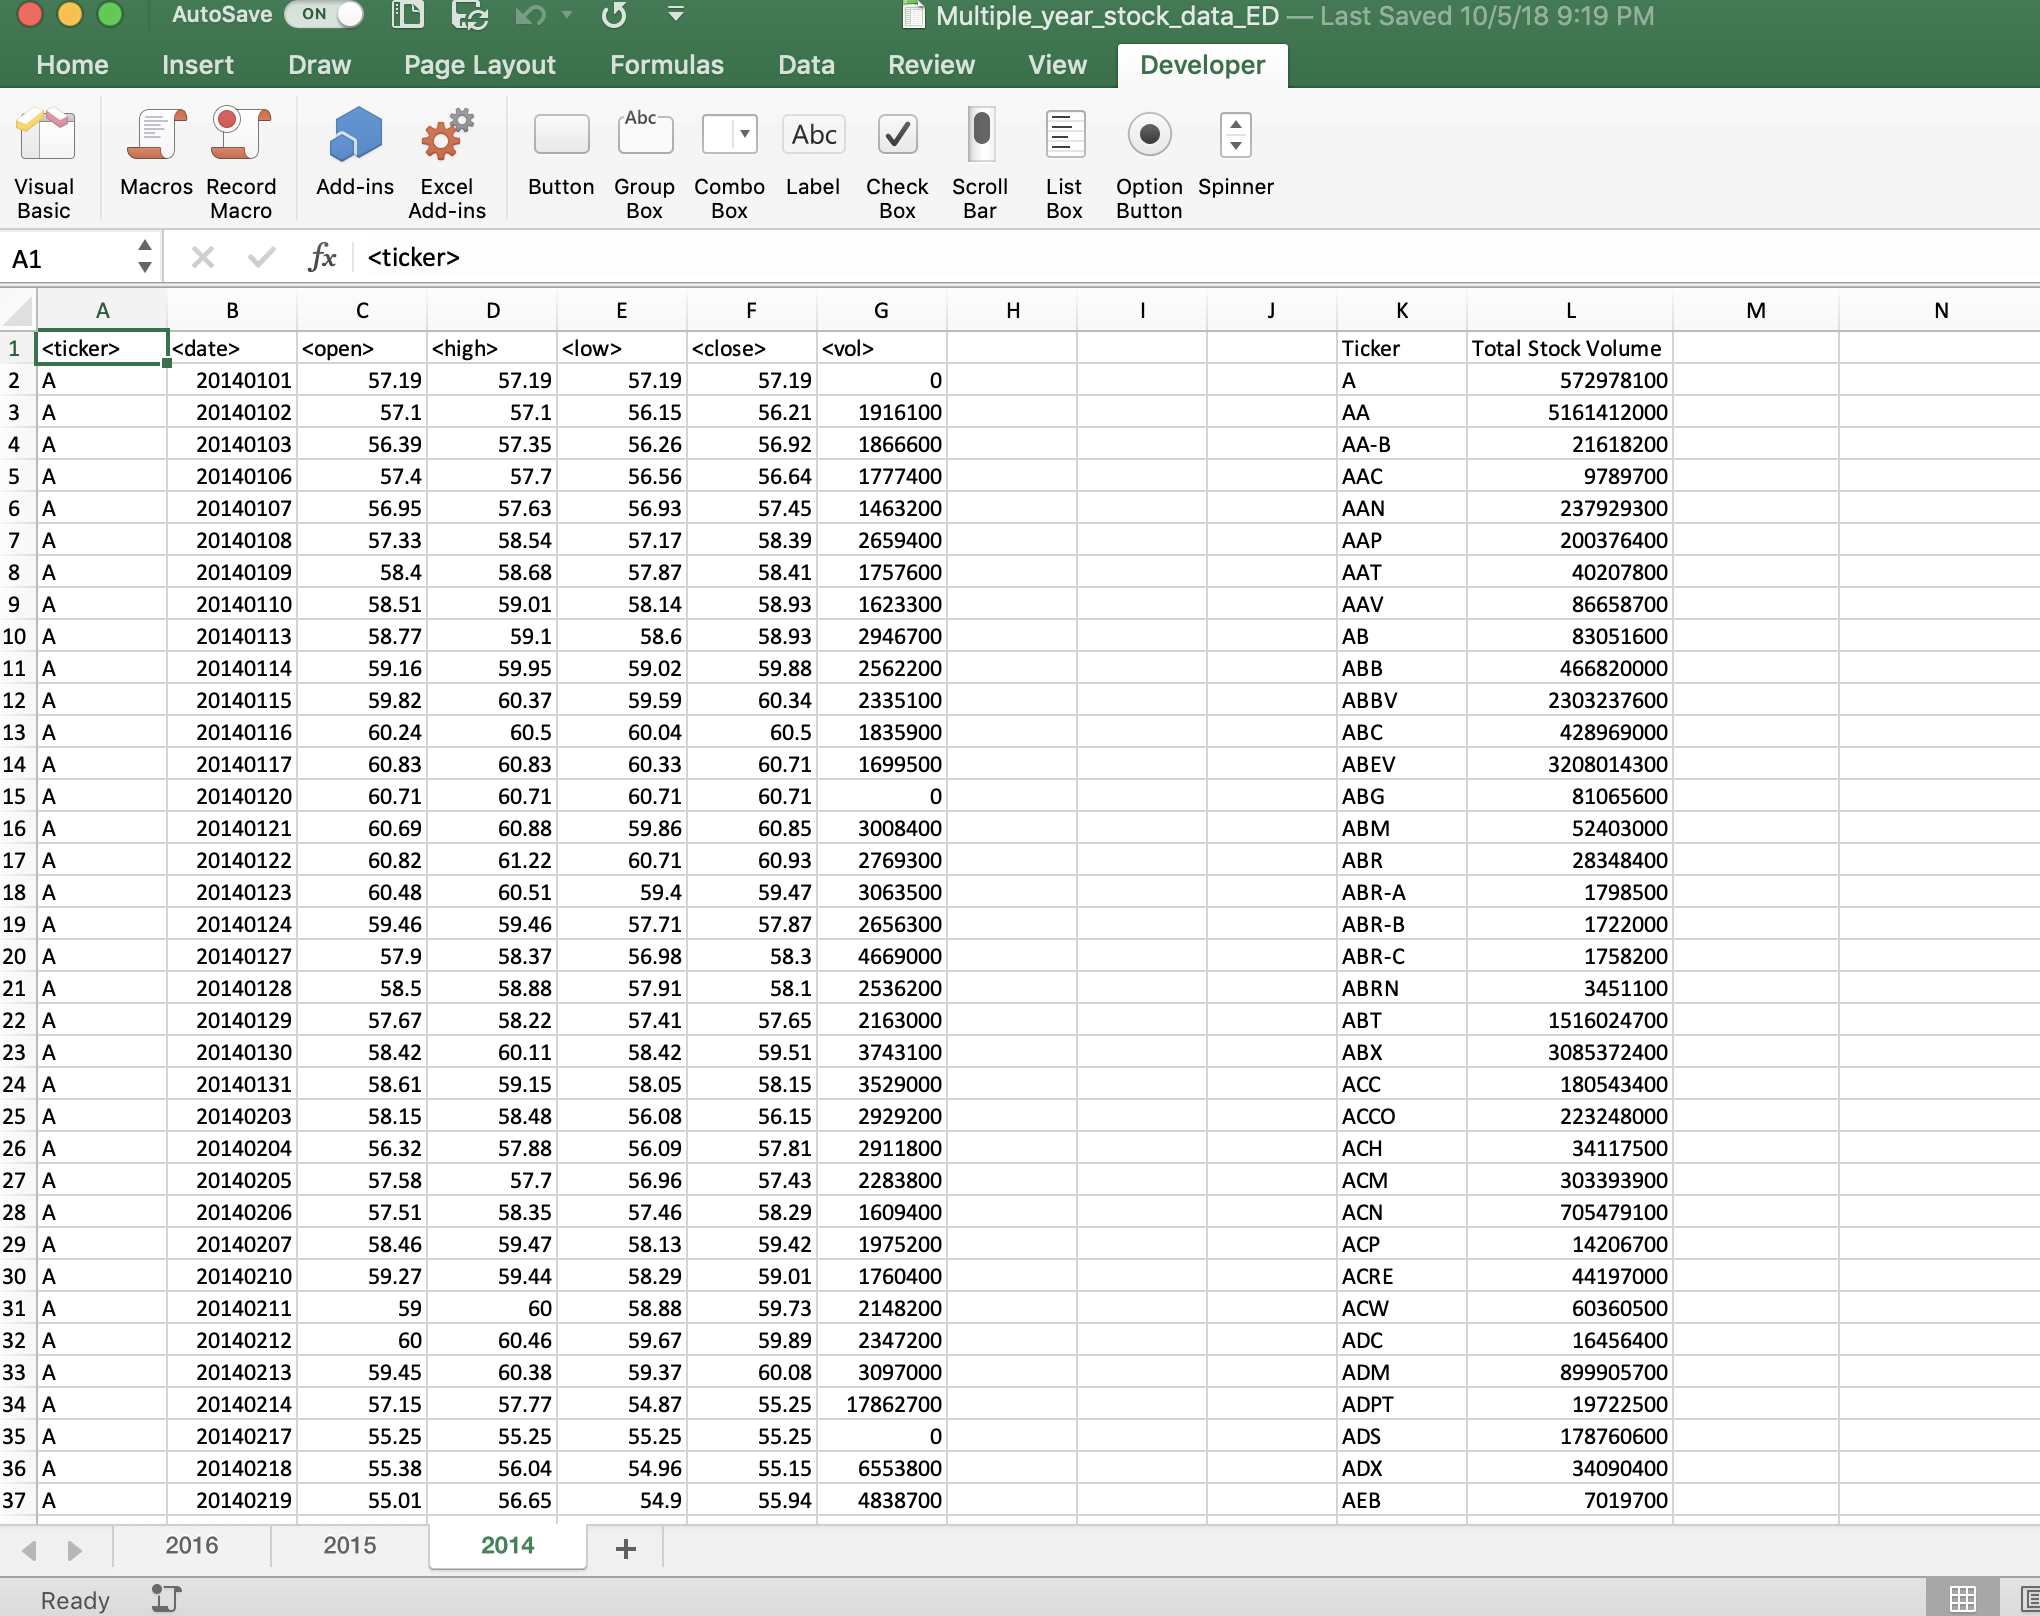 AutoSave ON Multiple_year_stock_data_ED — Last Saved 10/5/18 9:19 PM
Home Insert Draw Page Layout Formulas Data Review View Developer
Visual Basic Macros Record Macro Add-ins Excel Add-ins Button Abc Group Box Combo Box Abc Label Check Box Scroll Bar List Box Option Button Spinner
A1 fx <ticker>
A B C D E F G H I J K L M N
1 <ticker> <date> <open> <high> <low> <close> <vol> Ticker Total Stock Volume
2 A 20140101 57.19 57.19 57.19 57.19 0 A 572978100
3 A 20140102 57.1 57.1 56.15 56.21 1916100 AA 5161412000
4 A 20140103 56.39 57.35 56.26 56.92 1866600 AA-B 21618200
5 A 20140106 57.4 57.7 56.56 56.64 1777400 AAC 9789700
6 A 20140107 56.95 57.63 56.93 57.45 1463200 AAN 237929300
7 A 20140108 57.33 58.54 57.17 58.39 2659400 AAP 200376400
8 A 20140109 58.4 58.68 57.87 58.41 1757600 AAT 40207800
9 A 20140110 58.51 59.01 58.14 58.93 1623300 AAV 86658700
10 A 20140113 58.77 59.1 58.6 58.93 2946700 AB 83051600
11 A 20140114 59.16 59.95 59.02 59.88 2562200 ABB 466820000
12 A 20140115 59.82 60.37 59.59 60.34 2335100 ABBV 2303237600
13 A 20140116 60.24 60.5 60.04 60.5 1835900 ABC 428969000
14 A 20140117 60.83 60.83 60.33 60.71 1699500 ABEV 3208014300
15 A 20140120 60.71 60.71 60.71 60.71 0 ABG 81065600
16 A 20140121 60.69 60.88 59.86 60.85 3008400 ABM 52403000
17 A 20140122 60.82 61.22 60.71 60.93 2769300 ABR 28348400
18 A 20140123 60.48 60.51 59.4 59.47 3063500 ABR-A 1798500
19 A 20140124 59.46 59.46 57.71 57.87 2656300 ABR-B 1722000
20 A 20140127 57.9 58.37 56.98 58.3 4669000 ABR-C 1758200
21 A 20140128 58.5 58.88 57.91 58.1 2536200 ABRN 3451100
22 A 20140129 57.67 58.22 57.41 57.65 2163000 ABT 1516024700
23 A 20140130 58.42 60.11 58.42 59.51 3743100 ABX 3085372400
24 A 20140131 58.61 59.15 58.05 58.15 3529000 ACC 180543400
25 A 20140203 58.15 58.48 56.08 56.15 2929200 ACCO 223248000
26 A 20140204 56.32 57.88 56.09 57.81 2911800 ACH 34117500
27 A 20140205 57.58 57.7 56.96 57.43 2283800 ACM 303393900
28 A 20140206 57.51 58.35 57.46 58.29 1609400 ACN 705479100
29 A 20140207 58.46 59.47 58.13 59.42 1975200 ACP 14206700
30 A 20140210 59.27 59.44 58.29 59.01 1760400 ACRE 44197000
31 A 20140211 59 60 58.88 59.73 2148200 ACW 60360500
32 A 20140212 60 60.46 59.67 59.89 2347200 ADC 16456400
33 A 20140213 59.45 60.38 59.37 60.08 3097000 ADM 899905700
34 A 20140214 57.15 57.77 54.87 55.25 17862700 ADPT 19722500
35 A 20140217 55.25 55.25 55.25 55.25 0 ADS 178760600
36 A 20140218 55.38 56.04 54.96 55.15 6553800 ADX 34090400
37 A 20140219 55.01 56.65 54.9 55.94 4838700 AEB 7019700
2016 2015 2014 +
Ready